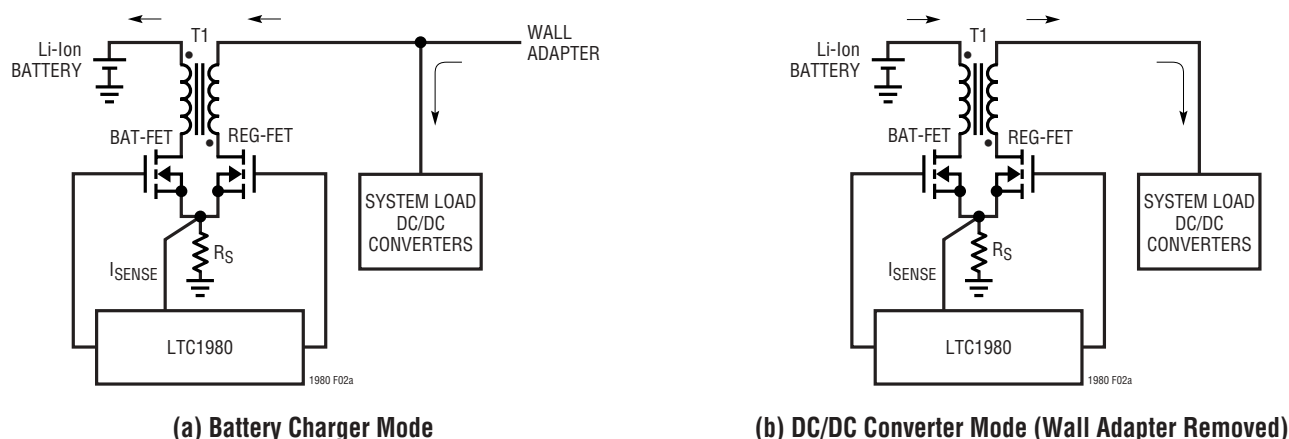 T1
Li-Ion
BATTERY
WALL
ADAPTER
BAT-FET
REG-FET
SYSTEM LOAD
DC/DC
CONVERTERS
RS
ISENSE
LTC1980
1980 F02a
(a) Battery Charger Mode
T1
Li-Ion
BATTERY
BAT-FET
REG-FET
SYSTEM LOAD
DC/DC
CONVERTERS
RS
ISENSE
LTC1980
1980 F02a
(b) DC/DC Converter Mode (Wall Adapter Removed)